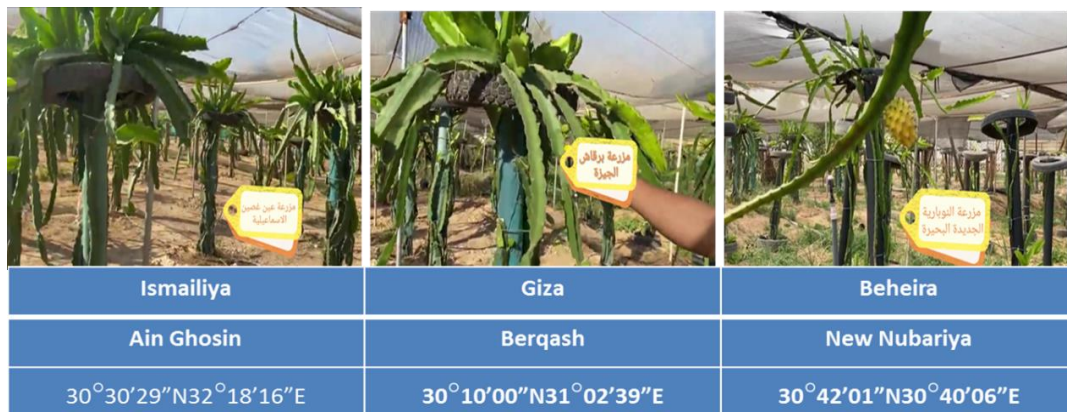 مزرعة عين غصين
الاسماعيلية
مزرعة برقاش
الجيزة
مزرعة النوبارية
الجديدة البحيرة
Ismailiya
Giza
Beheira
Ain Ghosin
Berqash
New Nubariya
30°30’29”N32°18’16”E
30°10’00”N31°02’39”E
30°42’01”N30°40’06”E